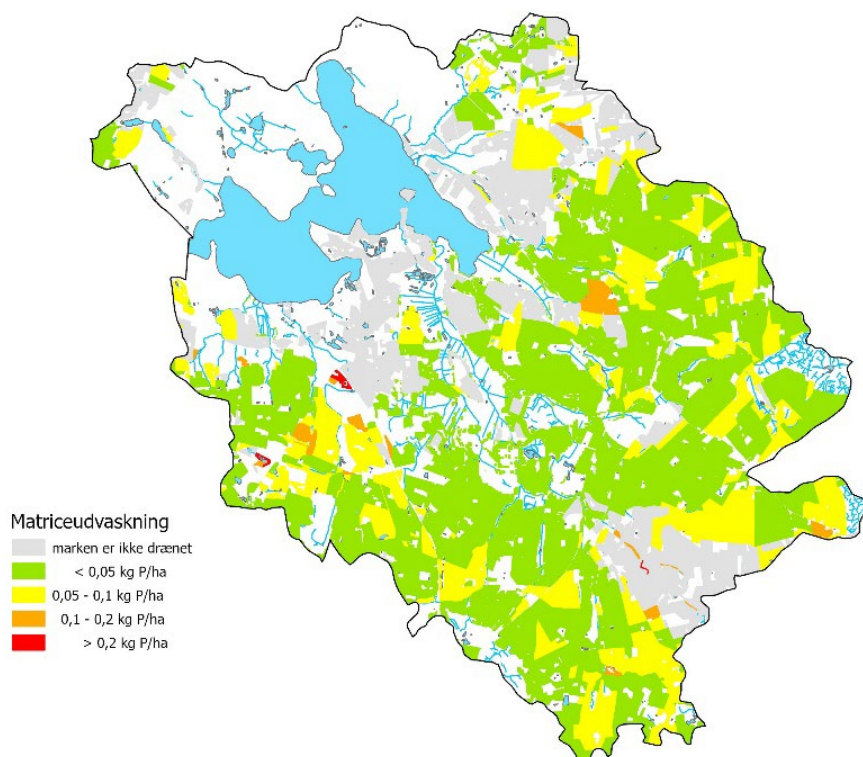 Matriceudvaskning
marken er ikke drænet
< 0,05 kg P/ha
0,05 - 0,1 kg P/ha
0,1 - 0,2 kg P/ha
> 0,2 kg P/ha